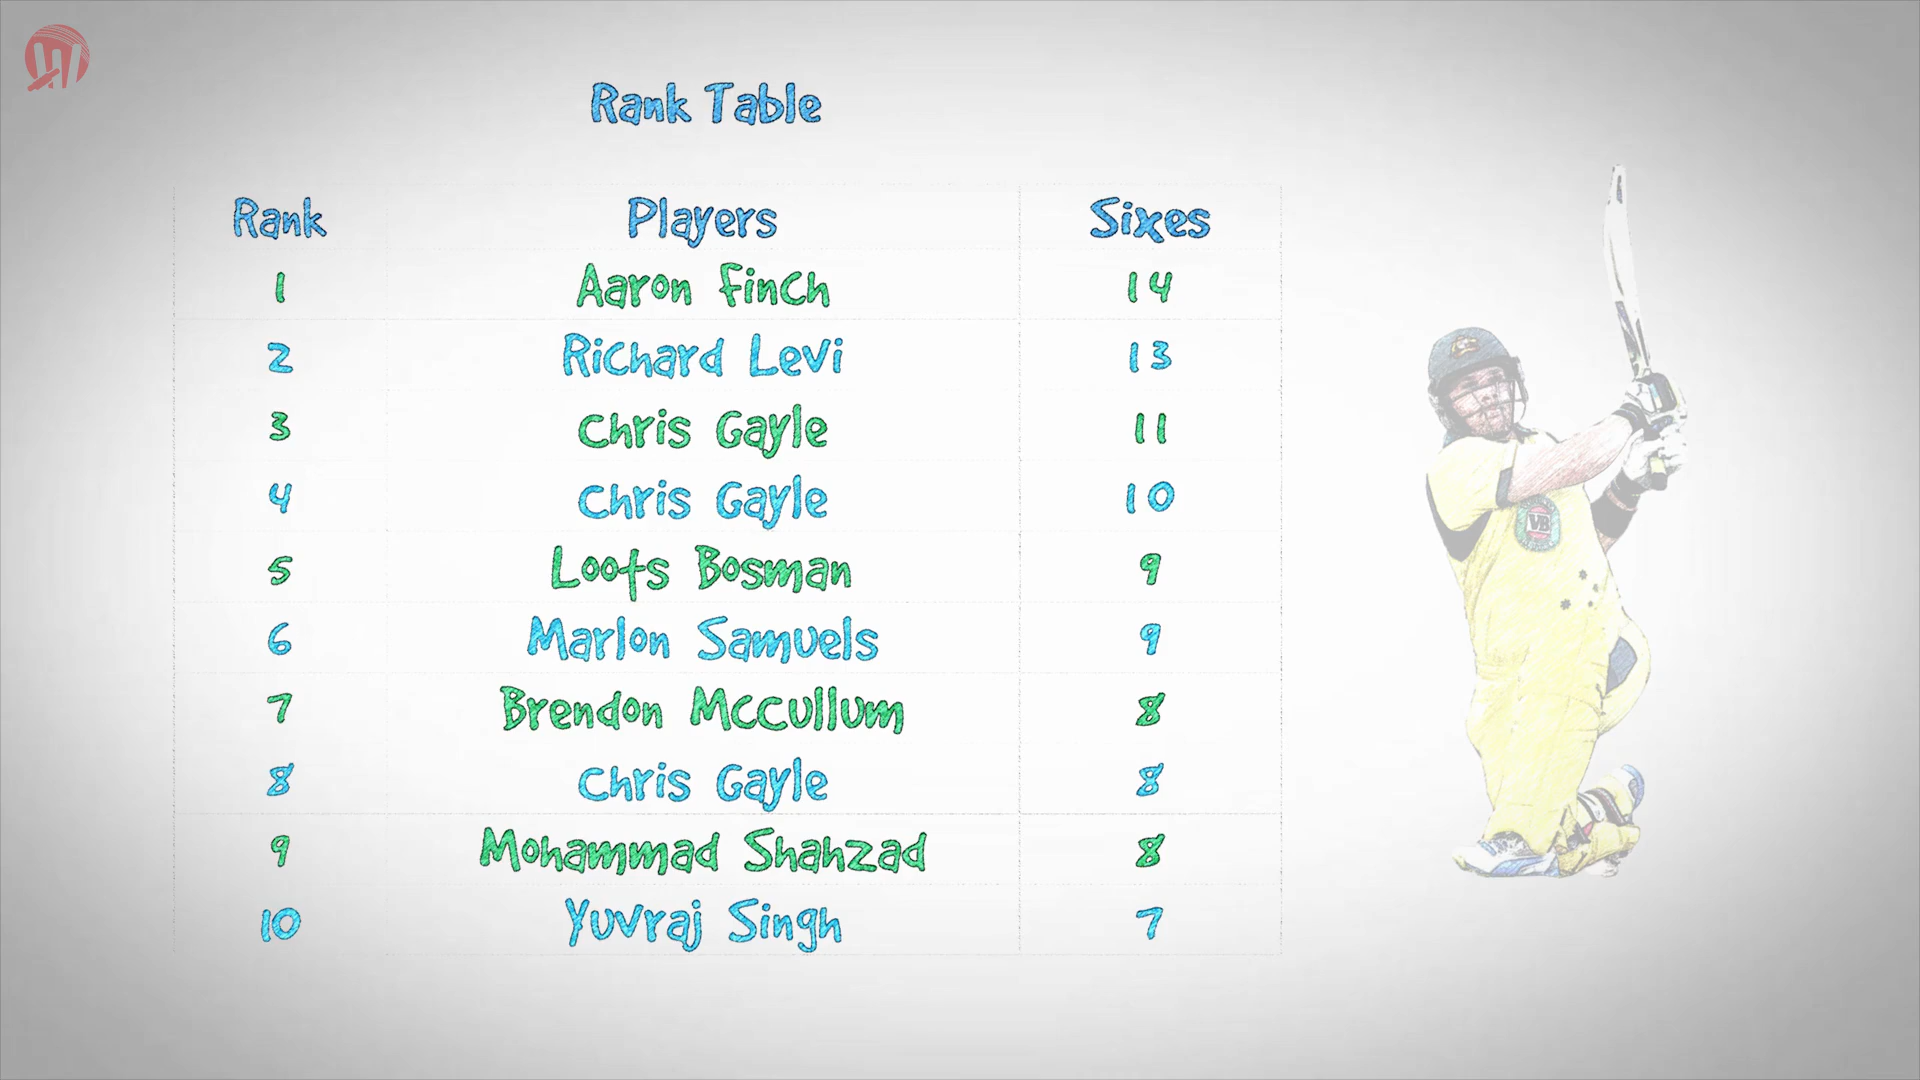 Rank Table
Rank Players Sixes
1 Aaron Finch 14
2 Richard Levi 13
3 Chris Gayle 11
4 Chris Gayle 10
5 Loots Bosman 9
6 Marlon Samuels 9
7 Brendon McCullum 8
8 Chris Gayle 8
9 Mohammad Shahzad 8
10 Yuvraj Singh 7
VB